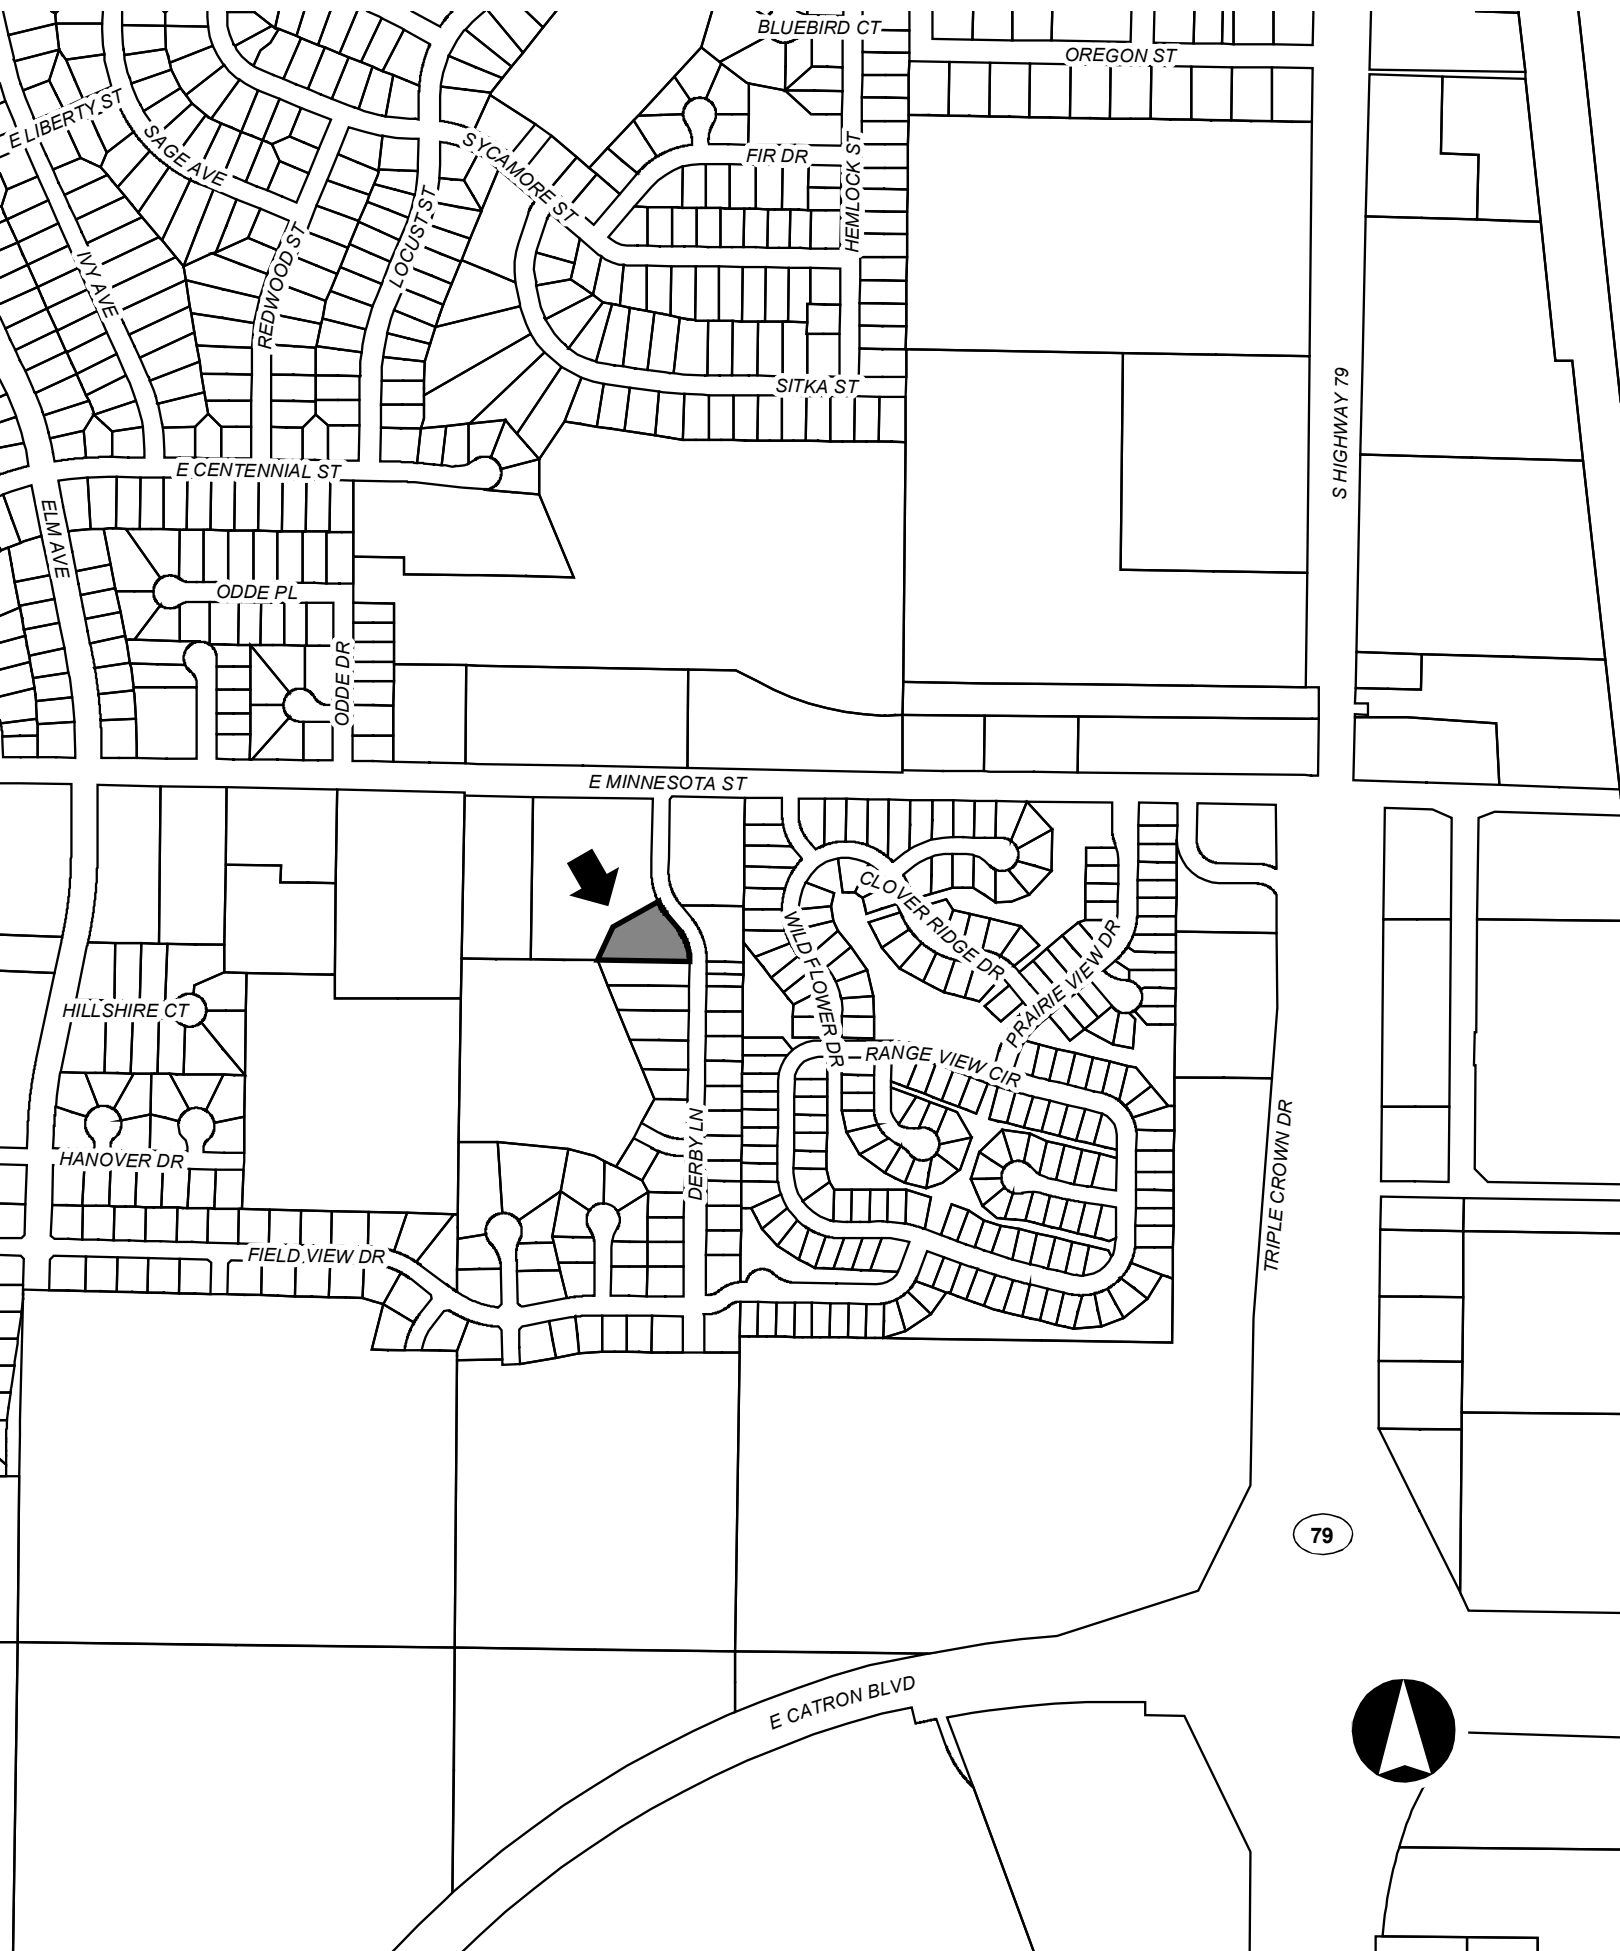 BLUEBIRD CT
OREGON ST
E LIBERTY ST
SAGE AVE
SYCAMORE ST
FIR DR
HEMLOCK ST
LOCUST ST
REDWOOD ST
IVY AVE
SITKA ST
S HIGHWAY 79
E CENTENNIAL ST
ELM AVE
ODDE PL
ODDE DR
E MINNESOTA ST
CLOVER RIDGE DR
WILD FLOWER DR
PRAIRIE VIEW DR
HILLSHIRE CT
RANGE VIEW CIR
DERBY LN
HANOVER DR
TRIPLE CROWN DR
FIELD VIEW DR
79
E CATRON BLVD